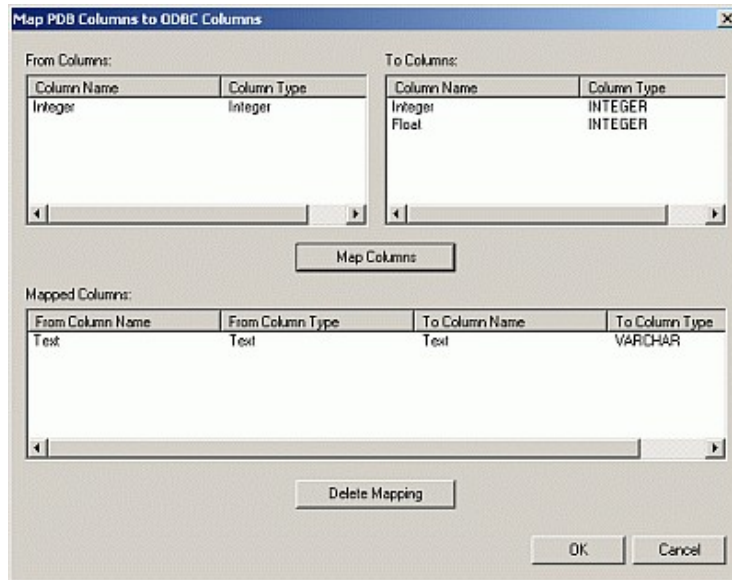 Map PDB Columns to ODBC Columns
From Columns:
To Columns:
Column Name Column Type
Integer Integer
Column Name Column Type
Integer INTEGER
Float INTEGER
Map Columns
Mapped Columns:
From Column Name From Column Type To Column Name To Column Type
Text Text Text VARCHAR
Delete Mapping
OK Cancel